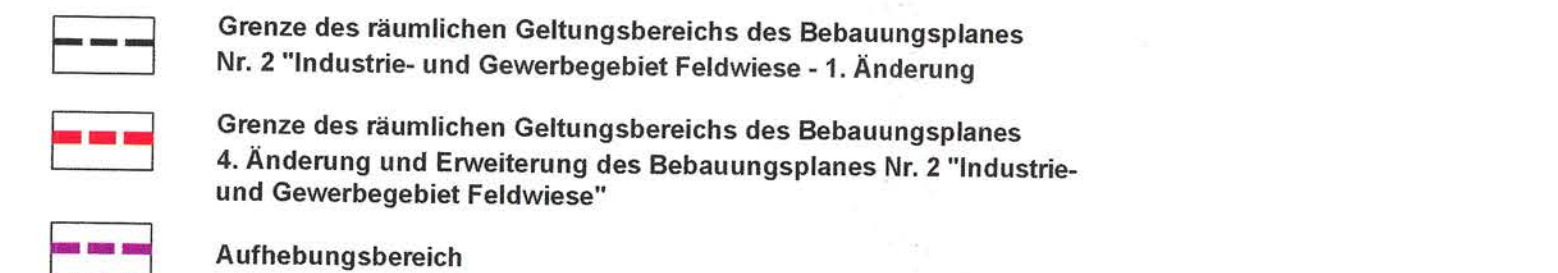 Grenze des räumlichen Geltungsbereichs des Bebauungsplanes
Nr. 2 "Industrie- und Gewerbegebiet Feldwiese - 1. Änderung
Grenze des räumlichen Geltungsbereichs des Bebauungsplanes
4. Änderung und Erweiterung des Bebauungsplanes Nr. 2 "Industrie-
und Gewerbegebiet Feldwiese"
Aufhebungsbereich